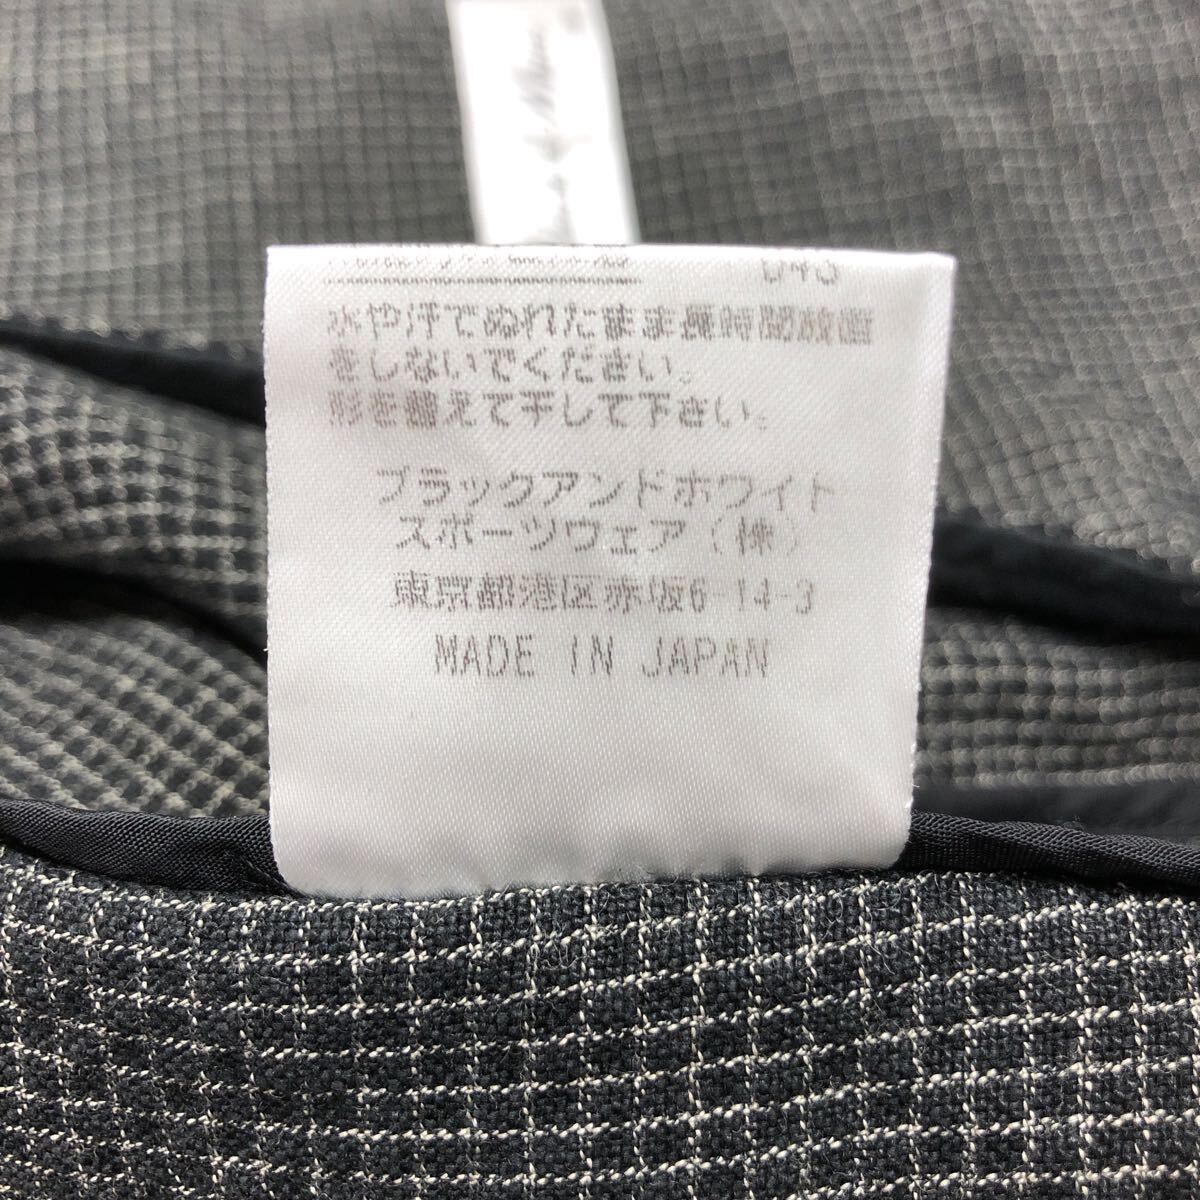 水や汗でぬれたまま長時間放置
をしないでください。
形を整えて干して下さい。
ブラックアンドホワイト
スポーツウェア（株）
東京都港区赤坂6-14-3
MADE IN JAPAN